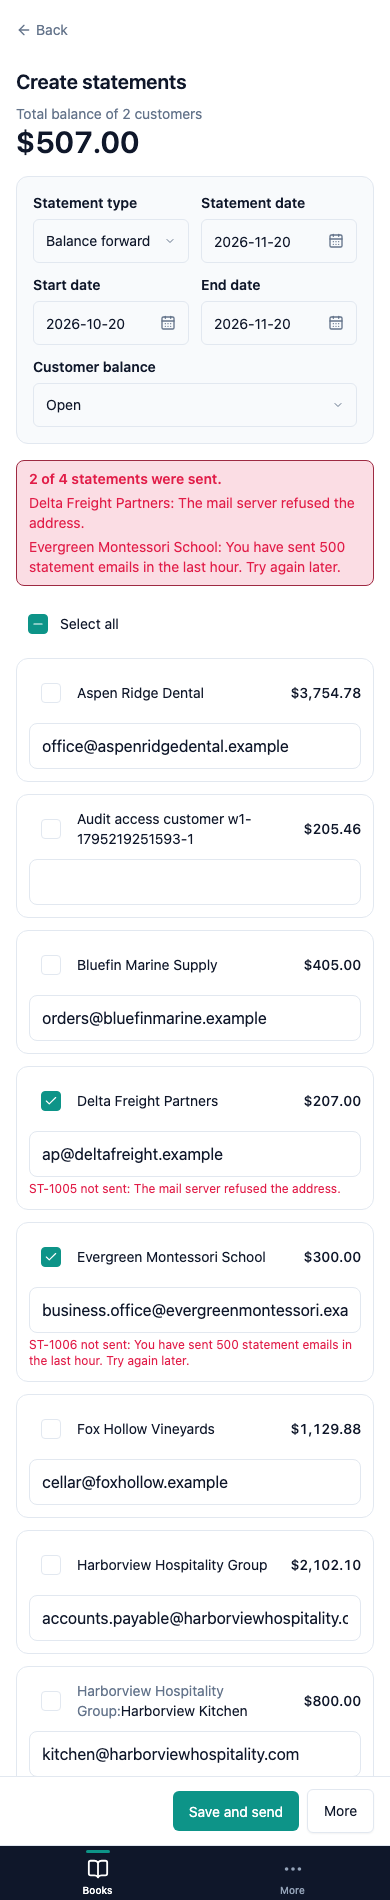 Back
Create statements
Total balance of 2 customers
$507.00
Statement type
Statement date
Balance forward
2026-11-20
Start date
End date
2026-10-20
2026-11-20
Customer balance
Open
2 of 4 statements were sent.
Delta Freight Partners: The mail server refused the
address.
Evergreen Montessori School: You have sent 500
statement emails in the last hour. Try again later.
Select all
Aspen Ridge Dental
$3,754.78
office@aspenridgedental.example
Audit access customer w1-
1795219251593-1
$205.46
Bluefin Marine Supply
$405.00
orders@bluefinmarine.example
Delta Freight Partners
$207.00
ap@deltafreight.example
ST-1005 not sent: The mail server refused the address.
Evergreen Montessori School
$300.00
business.office@evergreenmontessori.exa
ST-1006 not sent: You have sent 500 statement emails in
the last hour. Try again later.
Fox Hollow Vineyards
$1,129.88
cellar@foxhollow.example
Harborview Hospitality Group
$2,102.10
accounts.payable@harborviewhospitality.c
Harborview Hospitality
Group:Harborview Kitchen
$800.00
kitchen@harborviewhospitality.com
Save and send
More
Books
More